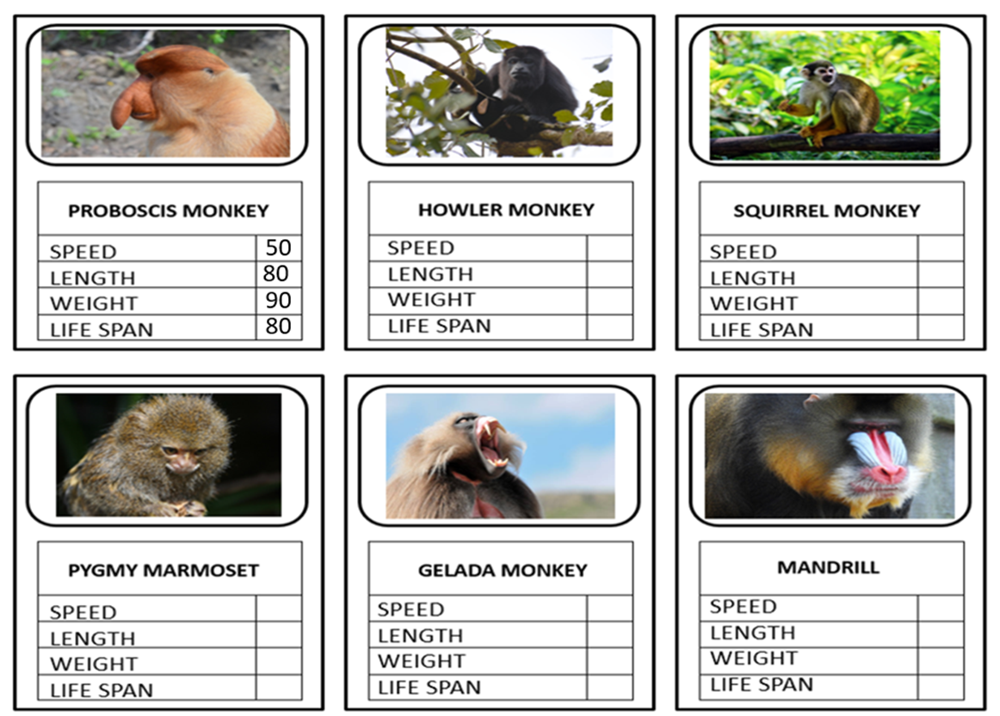 PROBOSCIS MONKEY
SPEED 50
LENGTH 80
WEIGHT 90
LIFE SPAN 80
HOWLER MONKEY
SPEED
LENGTH
WEIGHT
LIFE SPAN
SQUIRREL MONKEY
SPEED
LENGTH
WEIGHT
LIFE SPAN
PYGMY MARMOSET
SPEED
LENGTH
WEIGHT
LIFE SPAN
GELADA MONKEY
SPEED
LENGTH
WEIGHT
LIFE SPAN
MANDRILL
SPEED
LENGTH
WEIGHT
LIFE SPAN